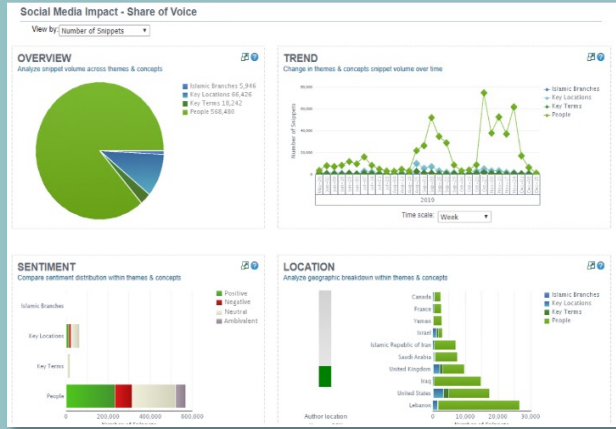 Social Media Impact - Share of Voice
View by: Number of Snippets
OVERVIEW
Analyze snippet volume across themes & concepts
Islamic Branches 5,946
Key Locations 66,426
Key Terms 18,242
People 568,480
TREND
Change in themes & concepts snippet volume over time
Number of Snippets
Islamic Branches
Key Locations
Key Terms
People
2019
Time scale: Week
SENTIMENT
Compare sentiment distribution within themes & concepts
Positive
Negative
Neutral
Ambivalent
Islamic Branches
Key Locations
Key Terms
People
0 200,000 400,000 600,000
LOCATION
Analyze geographic breakdown within themes & concepts
Islamic Branches
Key Locations
Key Terms
People
Canada
France
Yemen
Israel
Islamic Republic of Iran
Saudi Arabia
United Kingdom
Iraq
United States
Lebanon
0 10,000 20,000 30,000
Author location